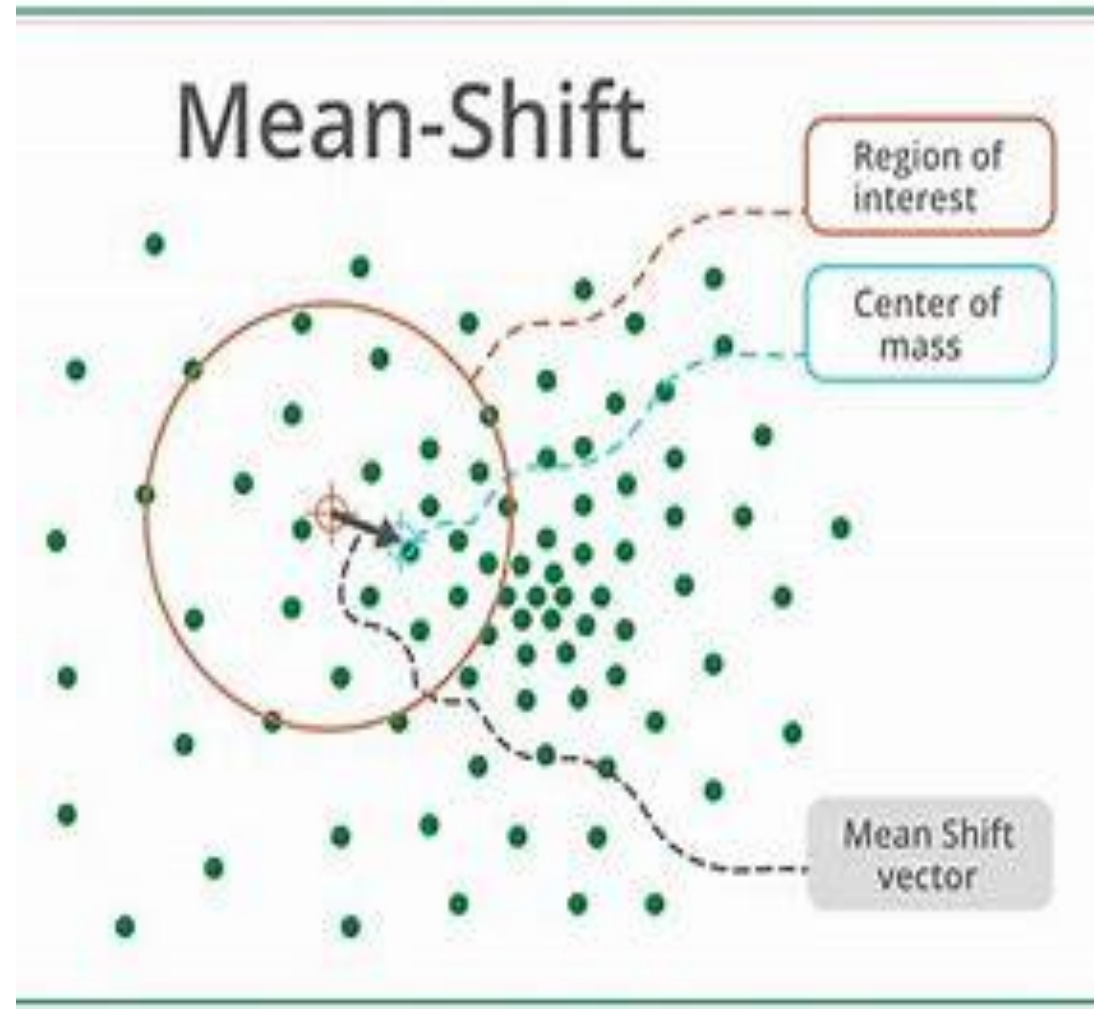 Mean-Shift
Region of
interest
Center of
mass
Mean Shift
vector